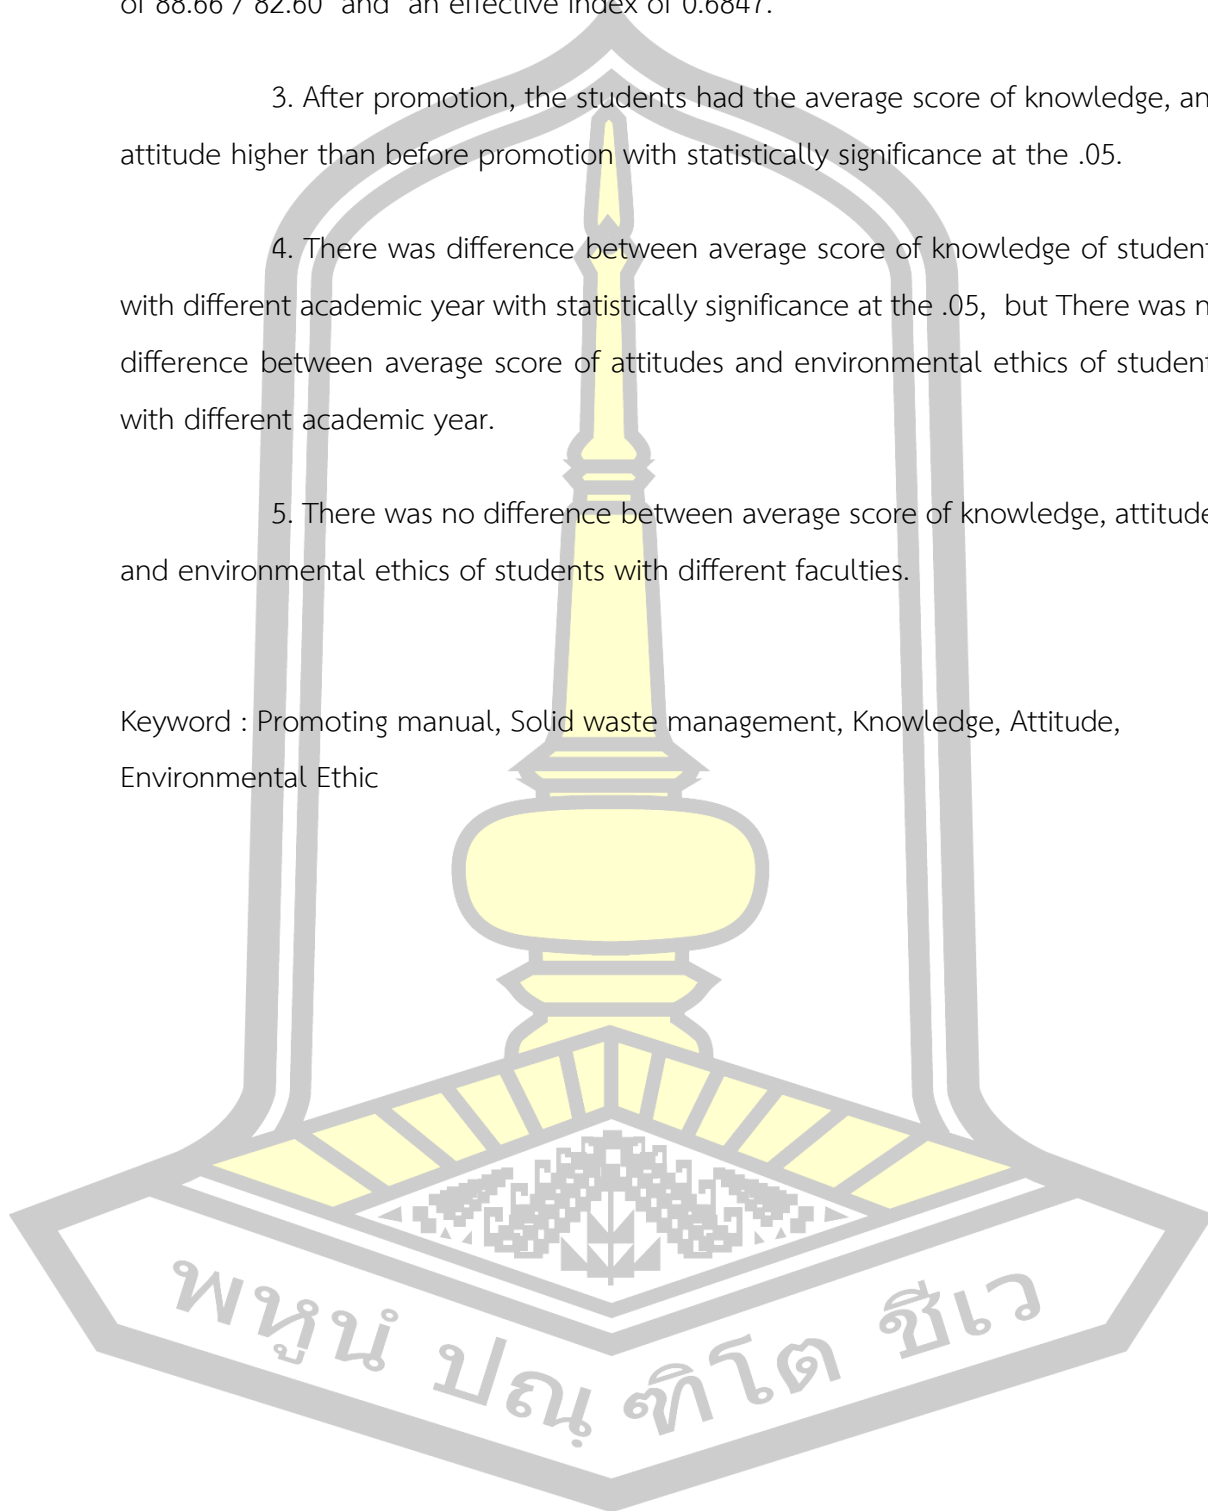 of 88.66 / 82.60 and an effective index of 0.6847.
3. After promotion, the students had the average score of knowledge, an
attitude higher than before promotion with statistically significance at the .05.
4. There was difference between average score of knowledge of student
with different academic year with statistically significance at the .05, but There was n
difference between average score of attitudes and environmental ethics of student
with different academic year.
5. There was no difference between average score of knowledge, attitude
and environmental ethics of students with different faculties.
Keyword : Promoting manual, Solid waste management, Knowledge, Attitude,
Environmental Ethic
พหูนํ ปณฺฑิโต ชีเว